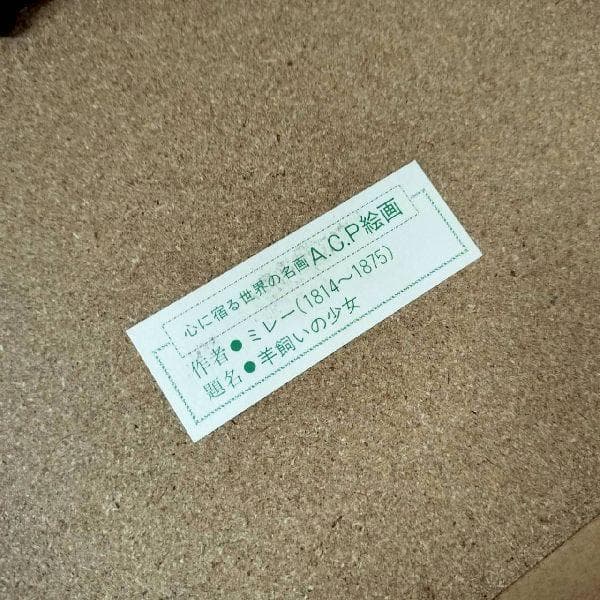 心に宿る世界の名画 A.C.P絵画
作者●ミレー(1814〜1875)
題名●羊飼いの少女